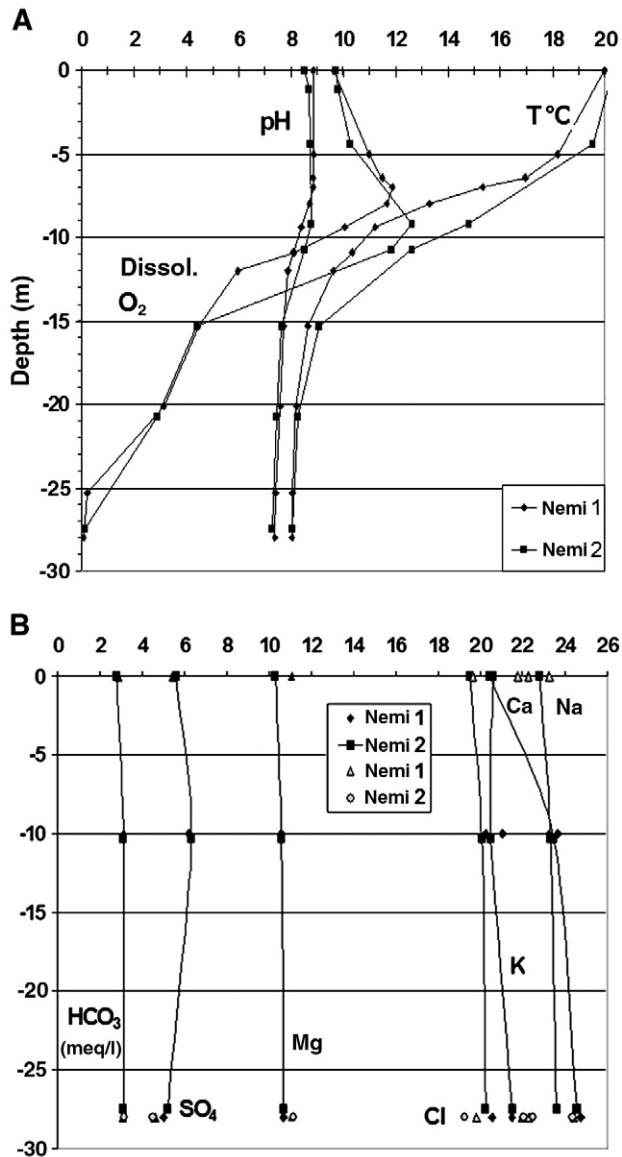 A
0 2 4 6 8 10 12 14 16 18 20
0
-5
-10
-15
-20
-25
-30
Depth (m)
pH
T °C
Dissol.
O₂
Nemi 1
Nemi 2
B
0 2 4 6 8 10 12 14 16 18 20 22 24 26
0
-5
-10
-15
-20
-25
-30
Nemi 1
Nemi 2
Nemi 1
Nemi 2
Ca
Na
K
HCO₃
(meq/l)
Mg
SO₄
Cl